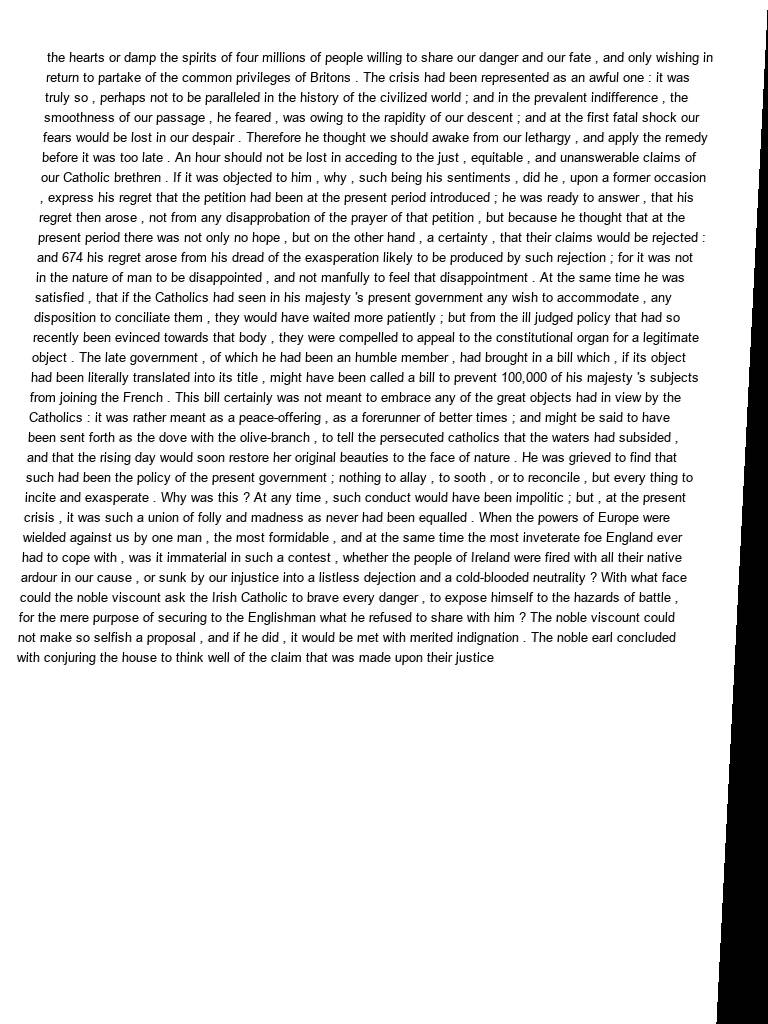 the hearts or damp the spirits of four millions of people willing to share our danger and our fate , and only wishing in
return to partake of the common privileges of Britons . The crisis had been represented as an awful one : it was
truly so , perhaps not to be paralleled in the history of the civilized world ; and in the prevalent indifference , the
smoothness of our passage , he feared , was owing to the rapidity of our descent ; and at the first fatal shock our
fears would be lost in our despair . Therefore he thought we should awake from our lethargy , and apply the remedy
before it was too late . An hour should not be lost in acceding to the just , equitable , and unanswerable claims of
our Catholic brethren . If it was objected to him , why , such being his sentiments , did he , upon a former occasion
, express his regret that the petition had been at the present period introduced ; he was ready to answer , that his
regret then arose , not from any disapprobation of the prayer of that petition , but because he thought that at the
present period there was not only no hope , but on the other hand , a certainty , that their claims would be rejected :
and 674 his regret arose from his dread of the exasperation likely to be produced by such rejection ; for it was not
in the nature of man to be disappointed , and not manfully to feel that disappointment . At the same time he was
satisfied , that if the Catholics had seen in his majesty 's present government any wish to accommodate , any
disposition to conciliate them , they would have waited more patiently ; but from the ill judged policy that had so
recently been evinced towards that body , they were compelled to appeal to the constitutional organ for a legitimate
object . The late government , of which he had been an humble member , had brought in a bill which , if its object
had been literally translated into its title , might have been called a bill to prevent 100,000 of his majesty 's subjects
from joining the French . This bill certainly was not meant to embrace any of the great objects had in view by the
Catholics : it was rather meant as a peace-offering , as a forerunner of better times ; and might be said to have
been sent forth as the dove with the olive-branch , to tell the persecuted catholics that the waters had subsided ,
and that the rising day would soon restore her original beauties to the face of nature . He was grieved to find that
such had been the policy of the present government ; nothing to allay , to sooth , or to reconcile , but every thing to
incite and exasperate . Why was this ? At any time , such conduct would have been impolitic ; but , at the present
crisis , it was such a union of folly and madness as never had been equalled . When the powers of Europe were
wielded against us by one man , the most formidable , and at the same time the most inveterate foe England ever
had to cope with , was it immaterial in such a contest , whether the people of Ireland were fired with all their native
ardour in our cause , or sunk by our injustice into a listless dejection and a cold-blooded neutrality ? With what face
could the noble viscount ask the Irish Catholic to brave every danger , to expose himself to the hazards of battle ,
for the mere purpose of securing to the Englishman what he refused to share with him ? The noble viscount could
not make so selfish a proposal , and if he did , it would be met with merited indignation . The noble earl concluded
with conjuring the house to think well of the claim that was made upon their justice